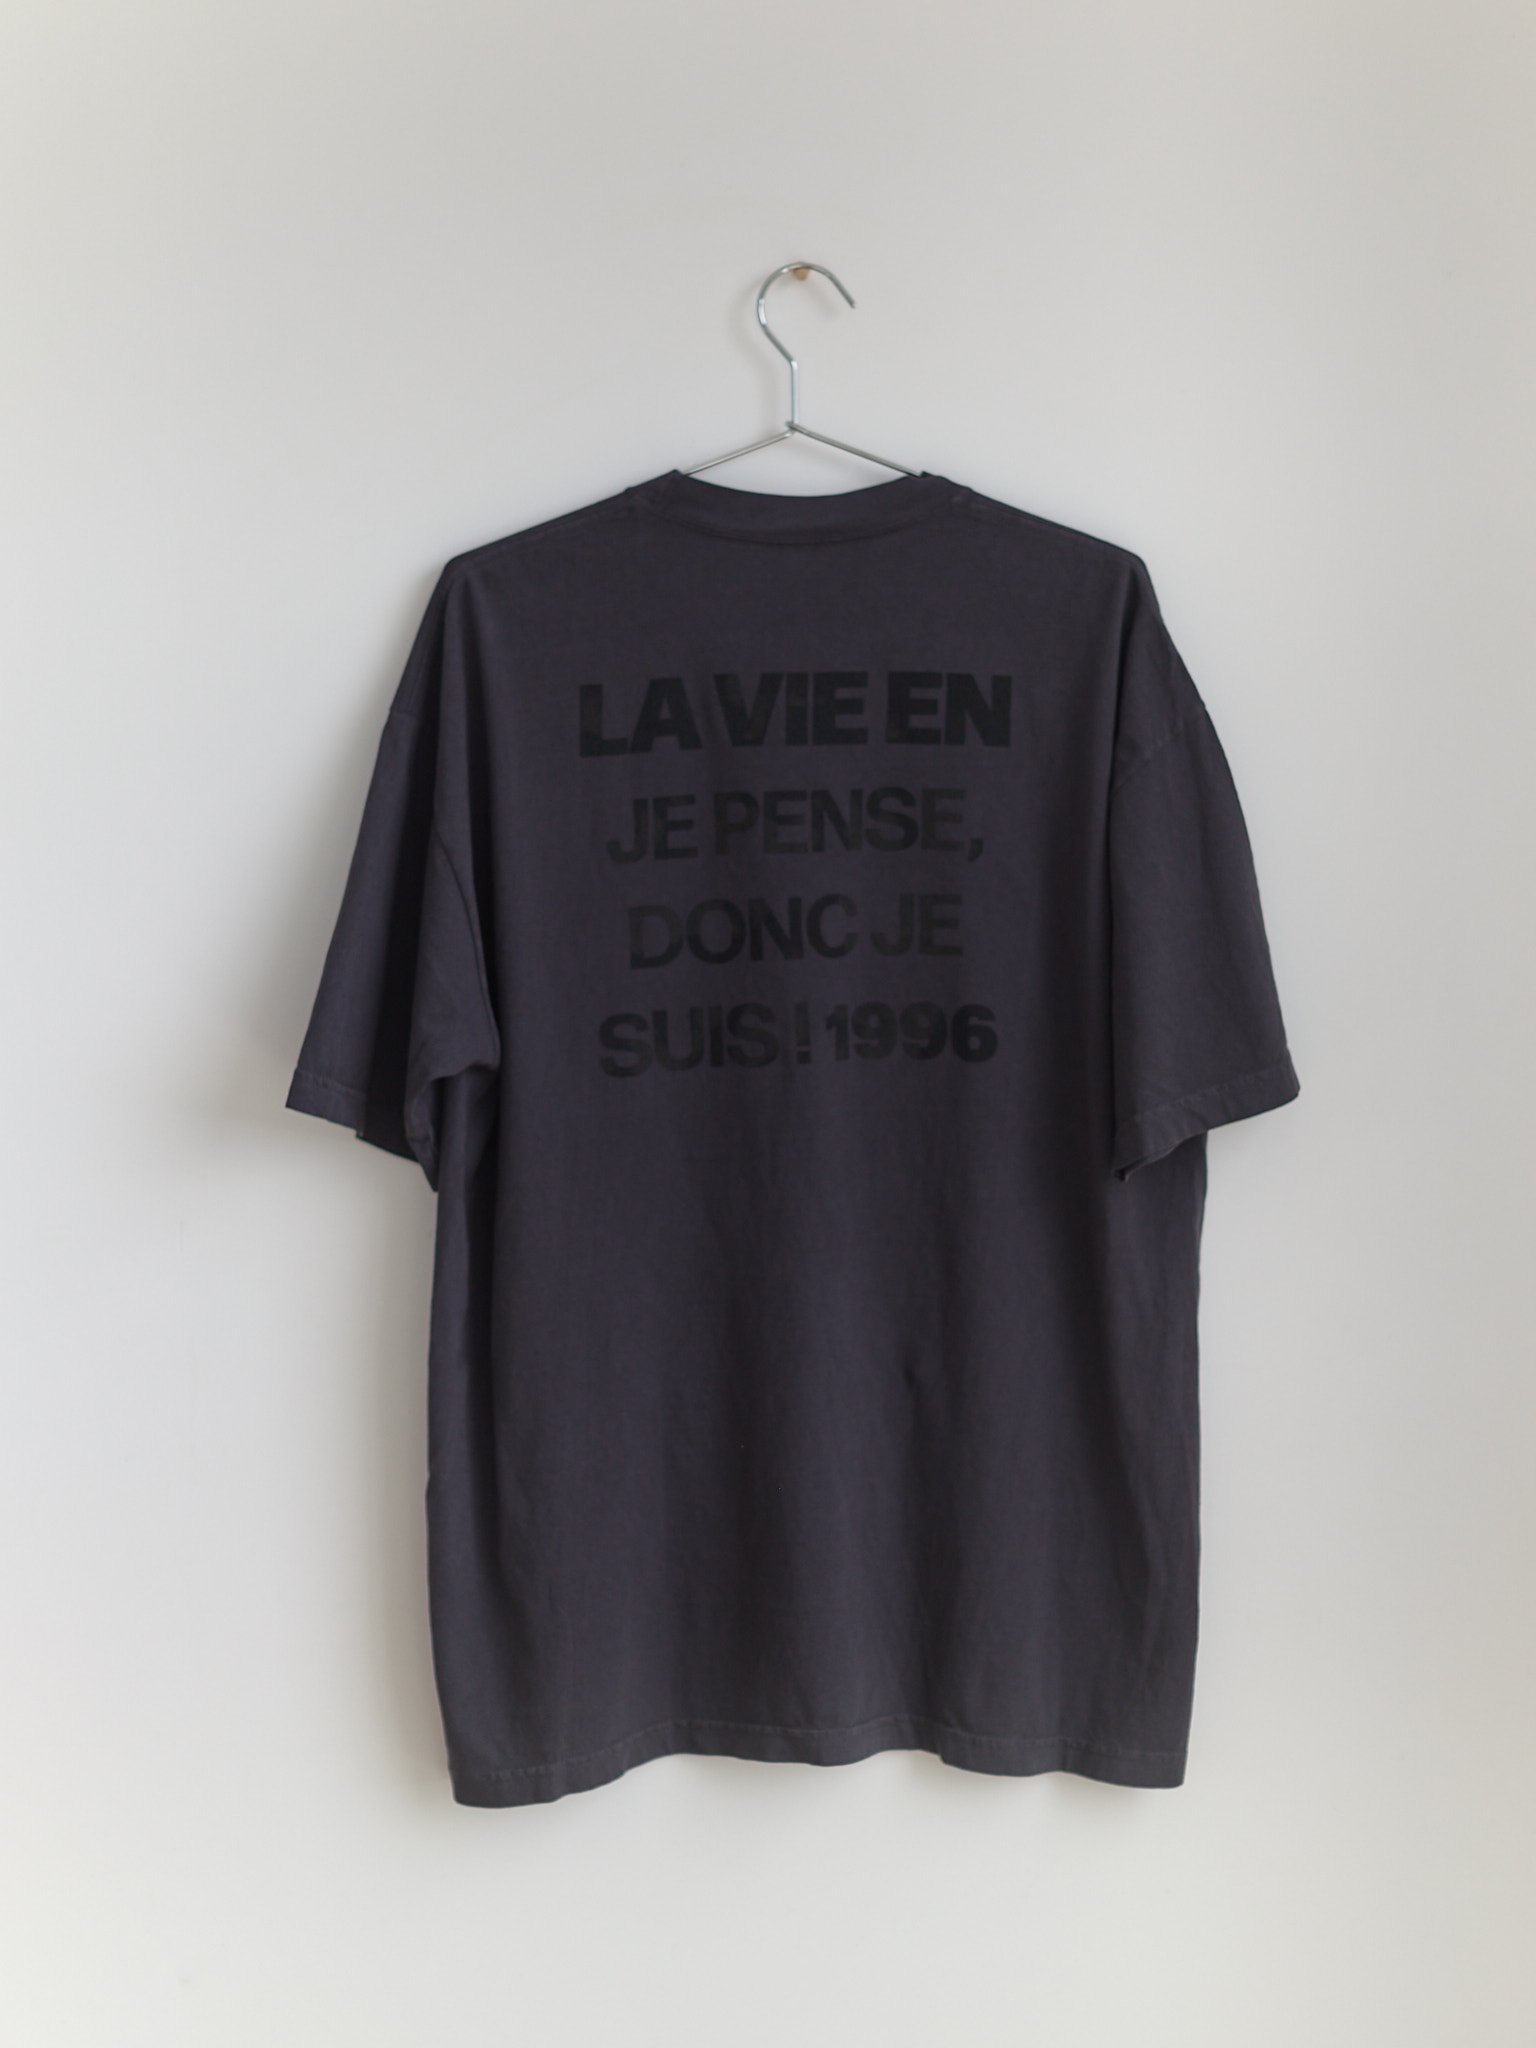 LA VIE EN
JE PENSE,
DONC JE
SUIS ! 1996